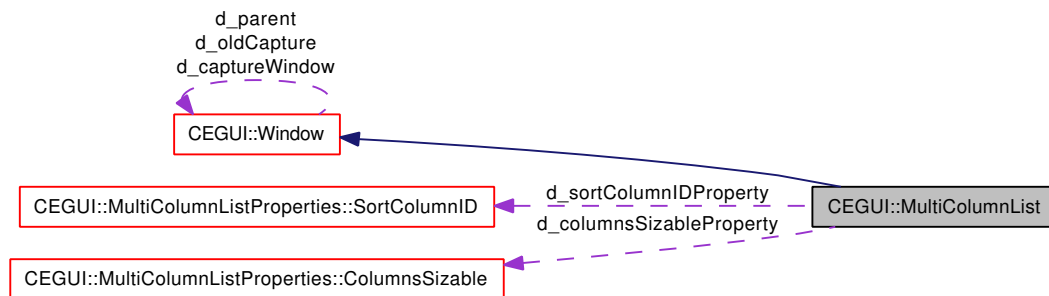 d_parent
d_oldCapture
d_captureWindow
CEGUI::Window
d_sortColumnIDProperty
CEGUI::MultiColumnListProperties::SortColumnID
CEGUI::MultiColumnList
d_columnsSizableProperty
CEGUI::MultiColumnListProperties::ColumnsSizable